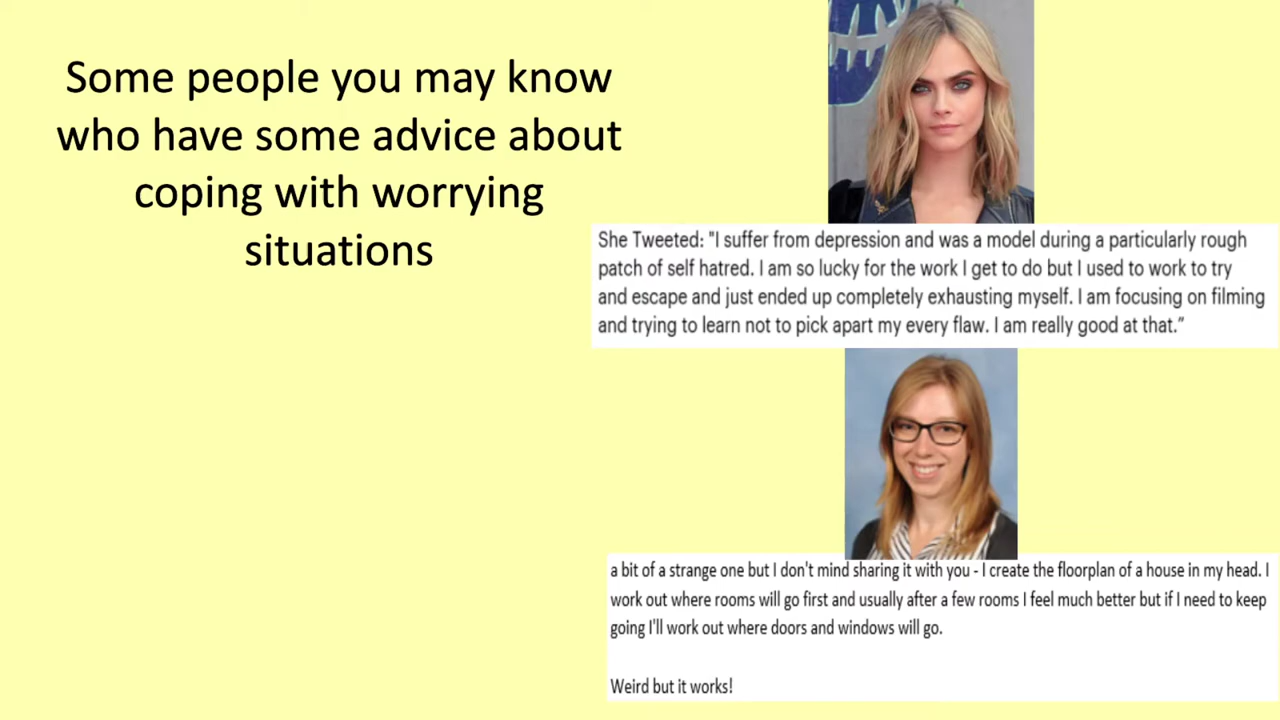 Some people you may know
who have some advice about
coping with worrying
situations
She Tweeted: "I suffer from depression and was a model during a particularly rough
patch of self hatred. I am so lucky for the work I get to do but I used to work to try
and escape and just ended up completely exhausting myself. I am focusing on filming
and trying to learn not to pick apart my every flaw. I am really good at that.”
a bit of a strange one but I don't mind sharing it with you - I create the floorplan of a house in my head. I
work out where rooms will go first and usually after a few rooms I feel much better but if I need to keep
going I'll work out where doors and windows will go.
Weird but it works!